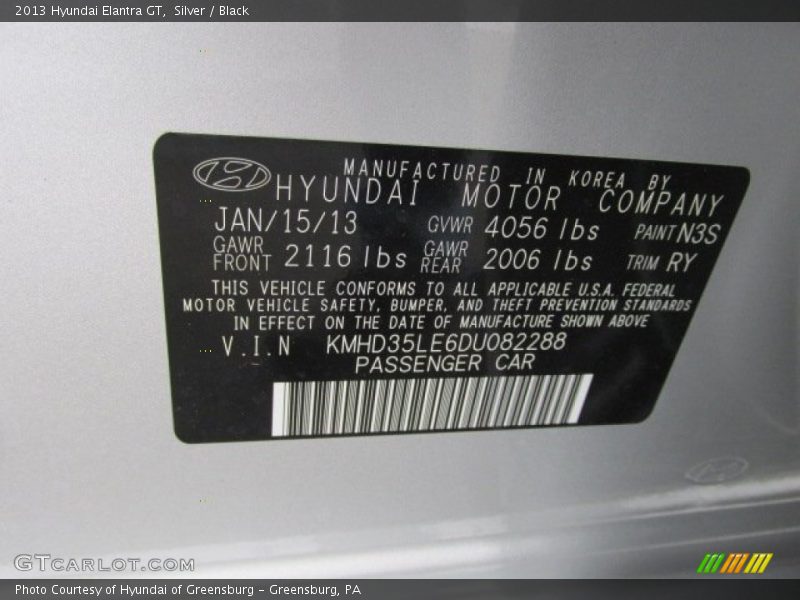 2013 Hyundai Elantra GT, Silver / Black
MANUFACTURED IN KOREA BY
HYUNDAI MOTOR COMPANY
JAN/15/13 GVWR 4056 lbs PAINT N3S
GAWR FRONT 2116 lbs GAWR REAR 2006 lbs TRIM RY
THIS VEHICLE CONFORMS TO ALL APPLICABLE U.S.A. FEDERAL
MOTOR VEHICLE SAFETY, BUMPER, AND THEFT PREVENTION STANDARDS
IN EFFECT ON THE DATE OF MANUFACTURE SHOWN ABOVE
V.I.N KMHD35LE6DU082288
PASSENGER CAR
GTCARLOT.COM
Photo Courtesy of Hyundai of Greensburg - Greensburg, PA